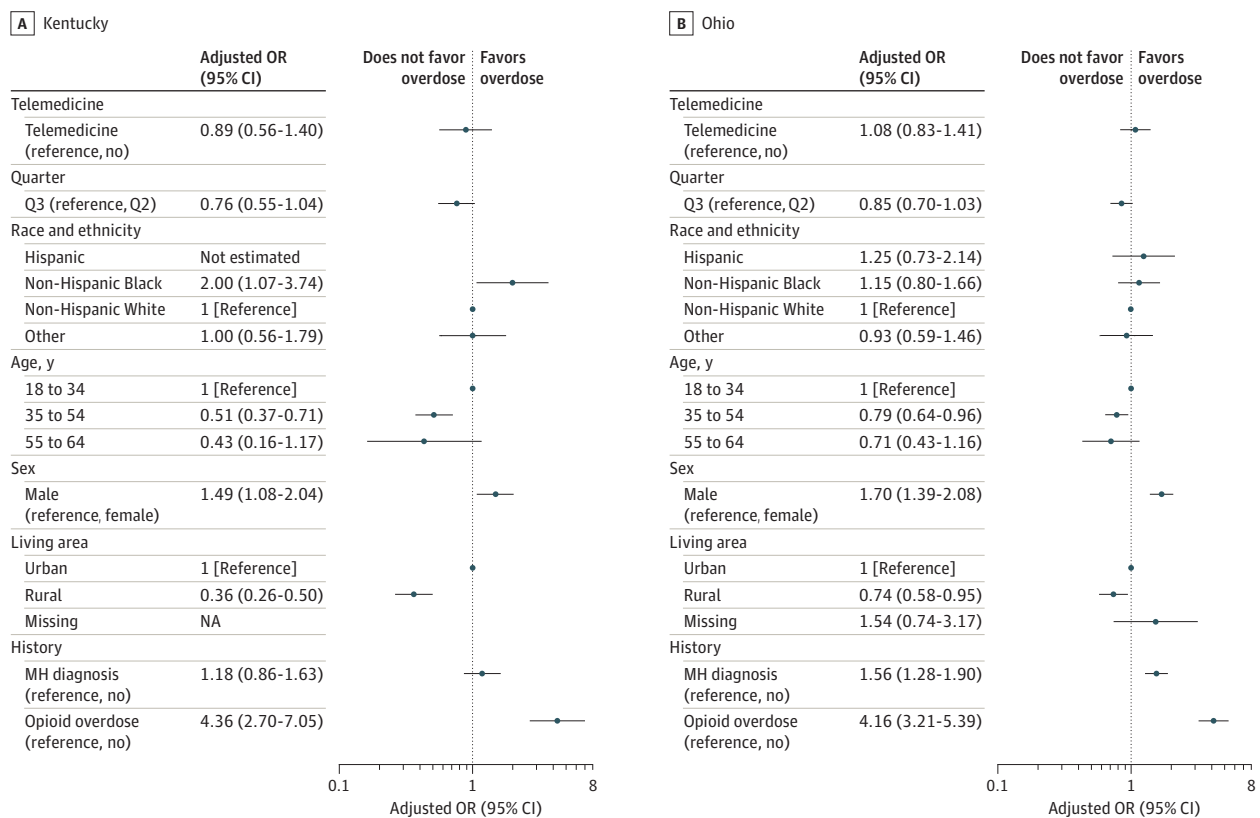 A Kentucky
Adjusted OR
(95% CI)
Does not favor
overdose
Favors
overdose
Telemedicine
Telemedicine
(reference, no)
0.89 (0.56-1.40)
Quarter
Q3 (reference, Q2) 0.76 (0.55-1.04)
Race and ethnicity
Hispanic Not estimated
Non-Hispanic Black 2.00 (1.07-3.74)
Non-Hispanic White 1 [Reference]
Other 1.00 (0.56-1.79)
Age, y
18 to 34 1 [Reference]
35 to 54 0.51 (0.37-0.71)
55 to 64 0.43 (0.16-1.17)
Sex
Male
(reference, female)
1.49 (1.08-2.04)
Living area
Urban 1 [Reference]
Rural 0.36 (0.26-0.50)
Missing NA
History
MH diagnosis
(reference, no)
1.18 (0.86-1.63)
Opioid overdose
(reference, no)
4.36 (2.70-7.05)
0.1 1 8
Adjusted OR (95% CI)
B Ohio
Adjusted OR
(95% CI)
Does not favor
overdose
Favors
overdose
Telemedicine
Telemedicine
(reference, no)
1.08 (0.83-1.41)
Quarter
Q3 (reference, Q2) 0.85 (0.70-1.03)
Race and ethnicity
Hispanic 1.25 (0.73-2.14)
Non-Hispanic Black 1.15 (0.80-1.66)
Non-Hispanic White 1 [Reference]
Other 0.93 (0.59-1.46)
Age, y
18 to 34 1 [Reference]
35 to 54 0.79 (0.64-0.96)
55 to 64 0.71 (0.43-1.16)
Sex
Male
(reference, female)
1.70 (1.39-2.08)
Living area
Urban 1 [Reference]
Rural 0.74 (0.58-0.95)
Missing 1.54 (0.74-3.17)
History
MH diagnosis
(reference, no)
1.56 (1.28-1.90)
Opioid overdose
(reference, no)
4.16 (3.21-5.39)
0.1 1 8
Adjusted OR (95% CI)